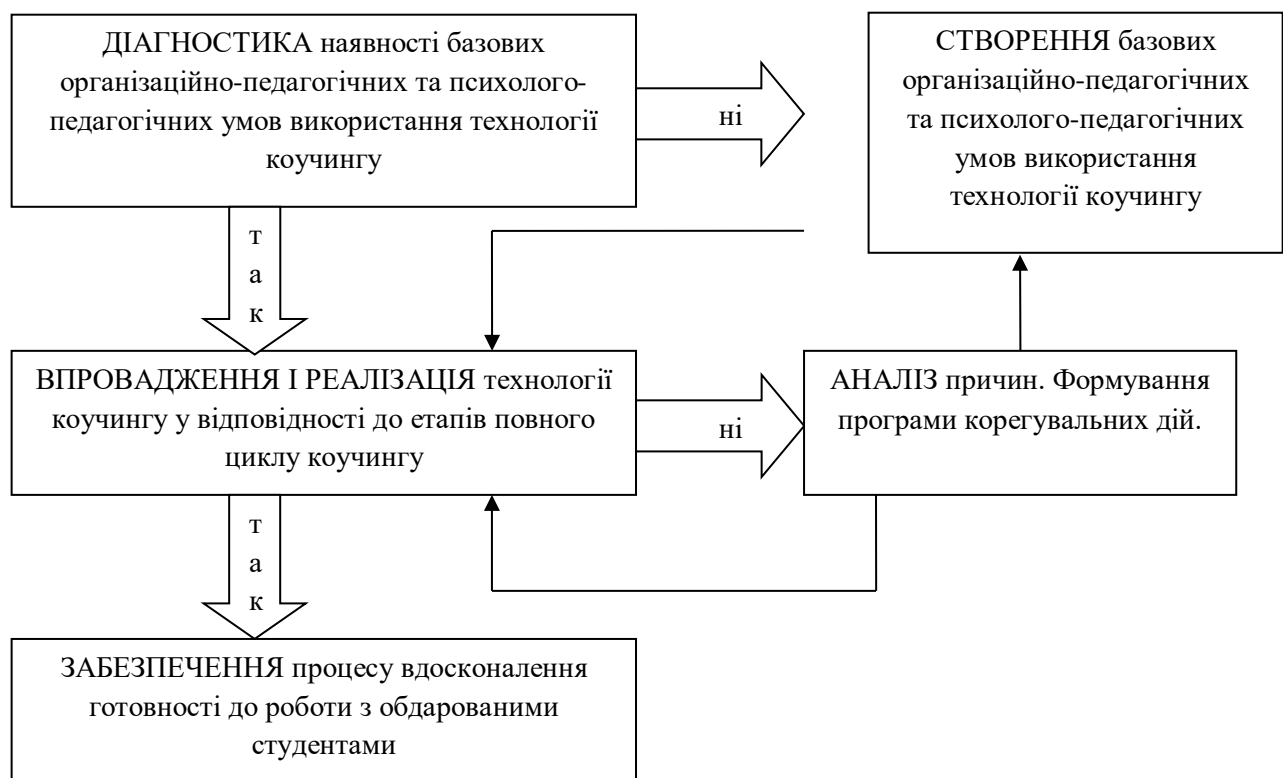 ДІАГНОСТИКА наявності базових
організаційно-педагогічних та психолого-
педагогічних умов використання технології
коучингу
ні
СТВОРЕННЯ базових
організаційно-педагогічних
та психолого-педагогічних
умов використання
технології коучингу
т
а
к
ВПРОВАДЖЕННЯ І РЕАЛІЗАЦІЯ технології
коучингу у відповідності до етапів повного
циклу коучингу
ні
АНАЛІЗ причин. Формування
програми корегувальних дій.
т
а
к
ЗАБЕЗПЕЧЕННЯ процесу вдосконалення
готовності до роботи з обдарованими
студентами